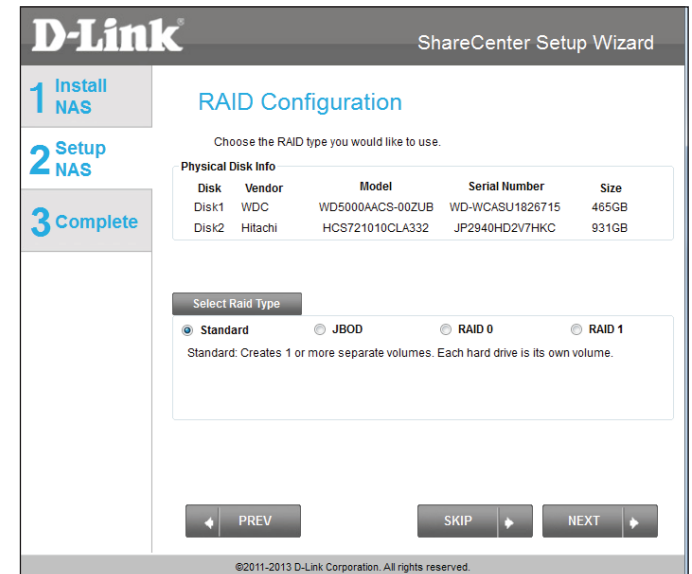 D-Link®
ShareCenter Setup Wizard
1 Install NAS
2 Setup NAS
3 Complete
RAID Configuration
Choose the RAID type you would like to use.
Physical Disk Info
Disk Vendor Model Serial Number Size
Disk1 WDC WD5000AACS-00ZUB WD-WCASU1826715 465GB
Disk2 Hitachi HCS721010CLA332 JP2940HD2V7HKC 931GB
Select Raid Type
Standard JBOD RAID 0 RAID 1
Standard: Creates 1 or more separate volumes. Each hard drive is its own volume.
PREV SKIP NEXT
©2011-2013 D-Link Corporation. All rights reserved.